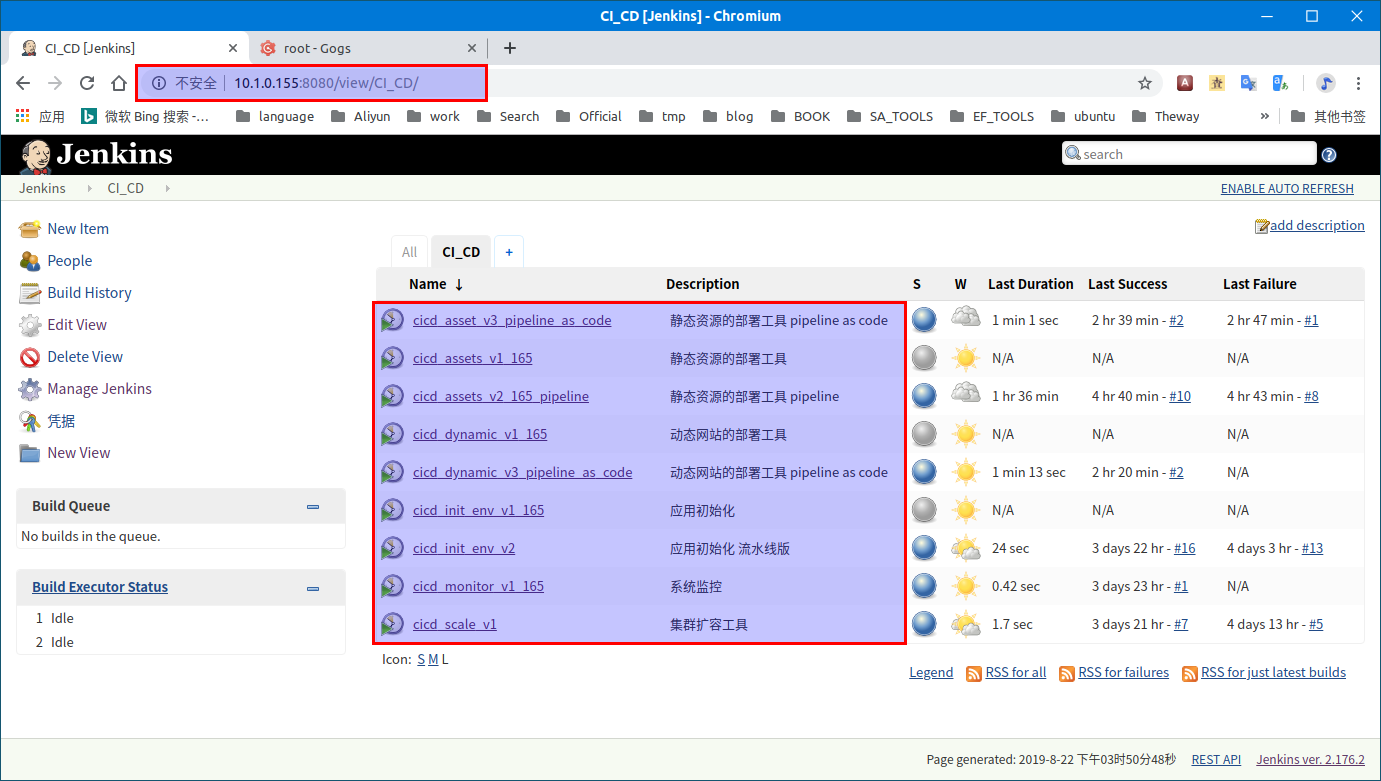 CI_CD [Jenkins] - Chromium
CI_CD [Jenkins] root - Gogs
不安全 10.1.0.155:8080/view/CI_CD/
应用 微软 Bing 搜索 -... language Aliyun work Search Official tmp blog BOOK SA_TOOLS EF_TOOLS ubuntu Theway » 其他书签
Jenkins search
Jenkins CI_CD ENABLE AUTO REFRESH
add description
New Item
People
Build History
Edit View
Delete View
Manage Jenkins
凭据
New View
Build Queue
No builds in the queue.
Build Executor Status
1 Idle
2 Idle
All CI_CD +
Name ↓ Description S W Last Duration Last Success Last Failure
cicd_asset_v3_pipeline_as_code 静态资源的部署工具 pipeline as code 1 min 1 sec 2 hr 39 min - #2 2 hr 47 min - #1
cicd_assets_v1_165 静态资源的部署工具 N/A N/A N/A
cicd_assets_v2_165_pipeline 静态资源的部署工具 pipeline 1 hr 36 min 4 hr 40 min - #10 4 hr 43 min - #8
cicd_dynamic_v1_165 动态网站的部署工具 N/A N/A N/A
cicd_dynamic_v3_pipeline_as_code 动态网站的部署工具 pipeline as code 1 min 13 sec 2 hr 20 min - #2 N/A
cicd_init_env_v1_165 应用初始化 N/A N/A N/A
cicd_init_env_v2 应用初始化 流水线版 24 sec 3 days 22 hr - #16 4 days 3 hr - #13
cicd_monitor_v1_165 系统监控 0.42 sec 3 days 23 hr - #1 N/A
cicd_scale_v1 集群扩容工具 1.7 sec 3 days 21 hr - #7 4 days 13 hr - #5
Icon: S M L
Legend RSS for all RSS for failures RSS for just latest builds
Page generated: 2019-8-22 下午03时50分48秒 REST API Jenkins ver. 2.176.2